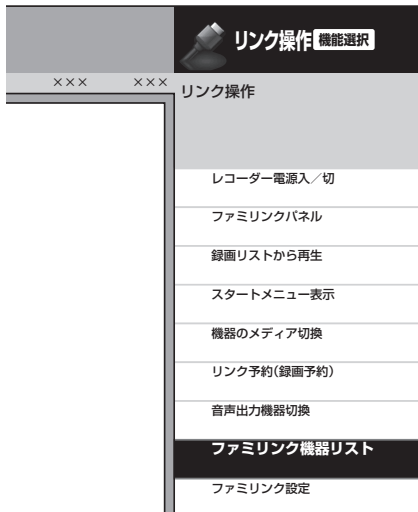 リンク操作 機能選択
××× ×××
リンク操作
レコーダー電源入／切
ファミリンクパネル
録画リストから再生
スタートメニュー表示
機器のメディア切換
リンク予約(録画予約)
音声出力機器切換
ファミリンク機器リスト
ファミリンク設定